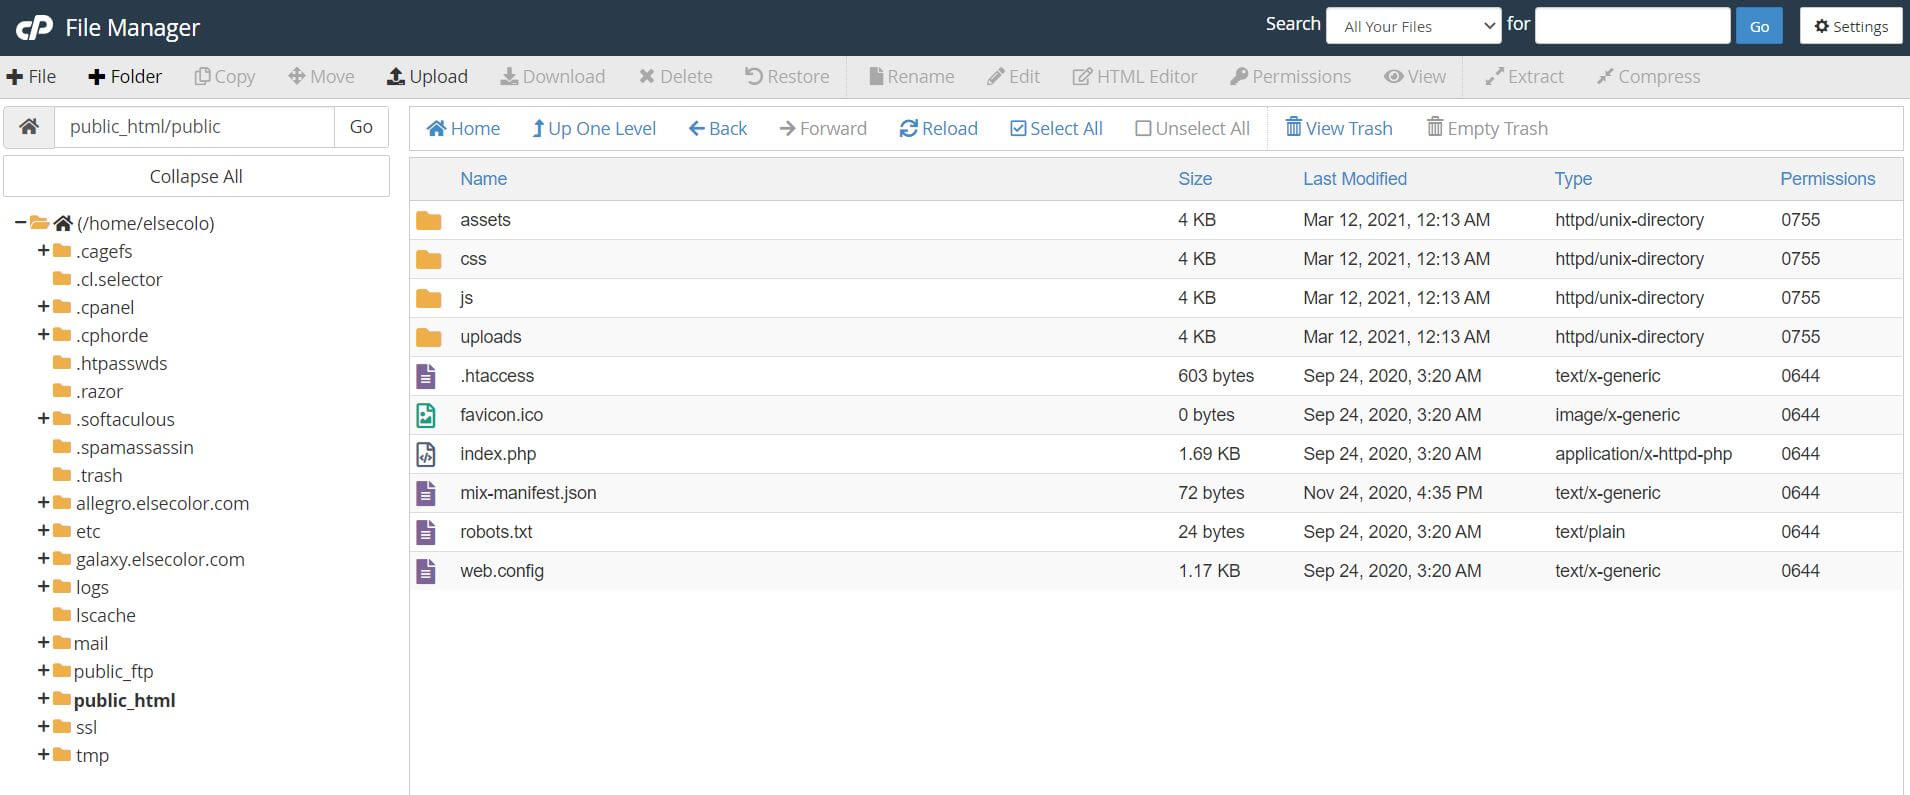 cP File Manager Search All Your Files for Go Settings
File Folder Copy Move Upload Download Delete Restore Rename Edit HTML Editor Permissions View Extract Compress
public_html/public Go
Collapse All
(/home/elsecolo)
.cagefs
.cl.selector
.cpanel
.cphorde
.htpasswds
.razor
.softaculous
.spamassassin
.trash
allegro.elsecolor.com
etc
galaxy.elsecolor.com
logs
lscache
mail
public_ftp
public_html
ssl
tmp
Home Up One Level Back Forward Reload Select All Unselect All View Trash Empty Trash
Name Size Last Modified Type Permissions
assets 4 KB Mar 12, 2021, 12:13 AM httpd/unix-directory 0755
css 4 KB Mar 12, 2021, 12:13 AM httpd/unix-directory 0755
js 4 KB Mar 12, 2021, 12:13 AM httpd/unix-directory 0755
uploads 4 KB Mar 12, 2021, 12:13 AM httpd/unix-directory 0755
.htaccess 603 bytes Sep 24, 2020, 3:20 AM text/x-generic 0644
favicon.ico 0 bytes Sep 24, 2020, 3:20 AM image/x-generic 0644
index.php 1.69 KB Sep 24, 2020, 3:20 AM application/x-httpd-php 0644
mix-manifest.json 72 bytes Nov 24, 2020, 4:35 PM text/x-generic 0644
robots.txt 24 bytes Sep 24, 2020, 3:20 AM text/plain 0644
web.config 1.17 KB Sep 24, 2020, 3:20 AM text/x-generic 0644